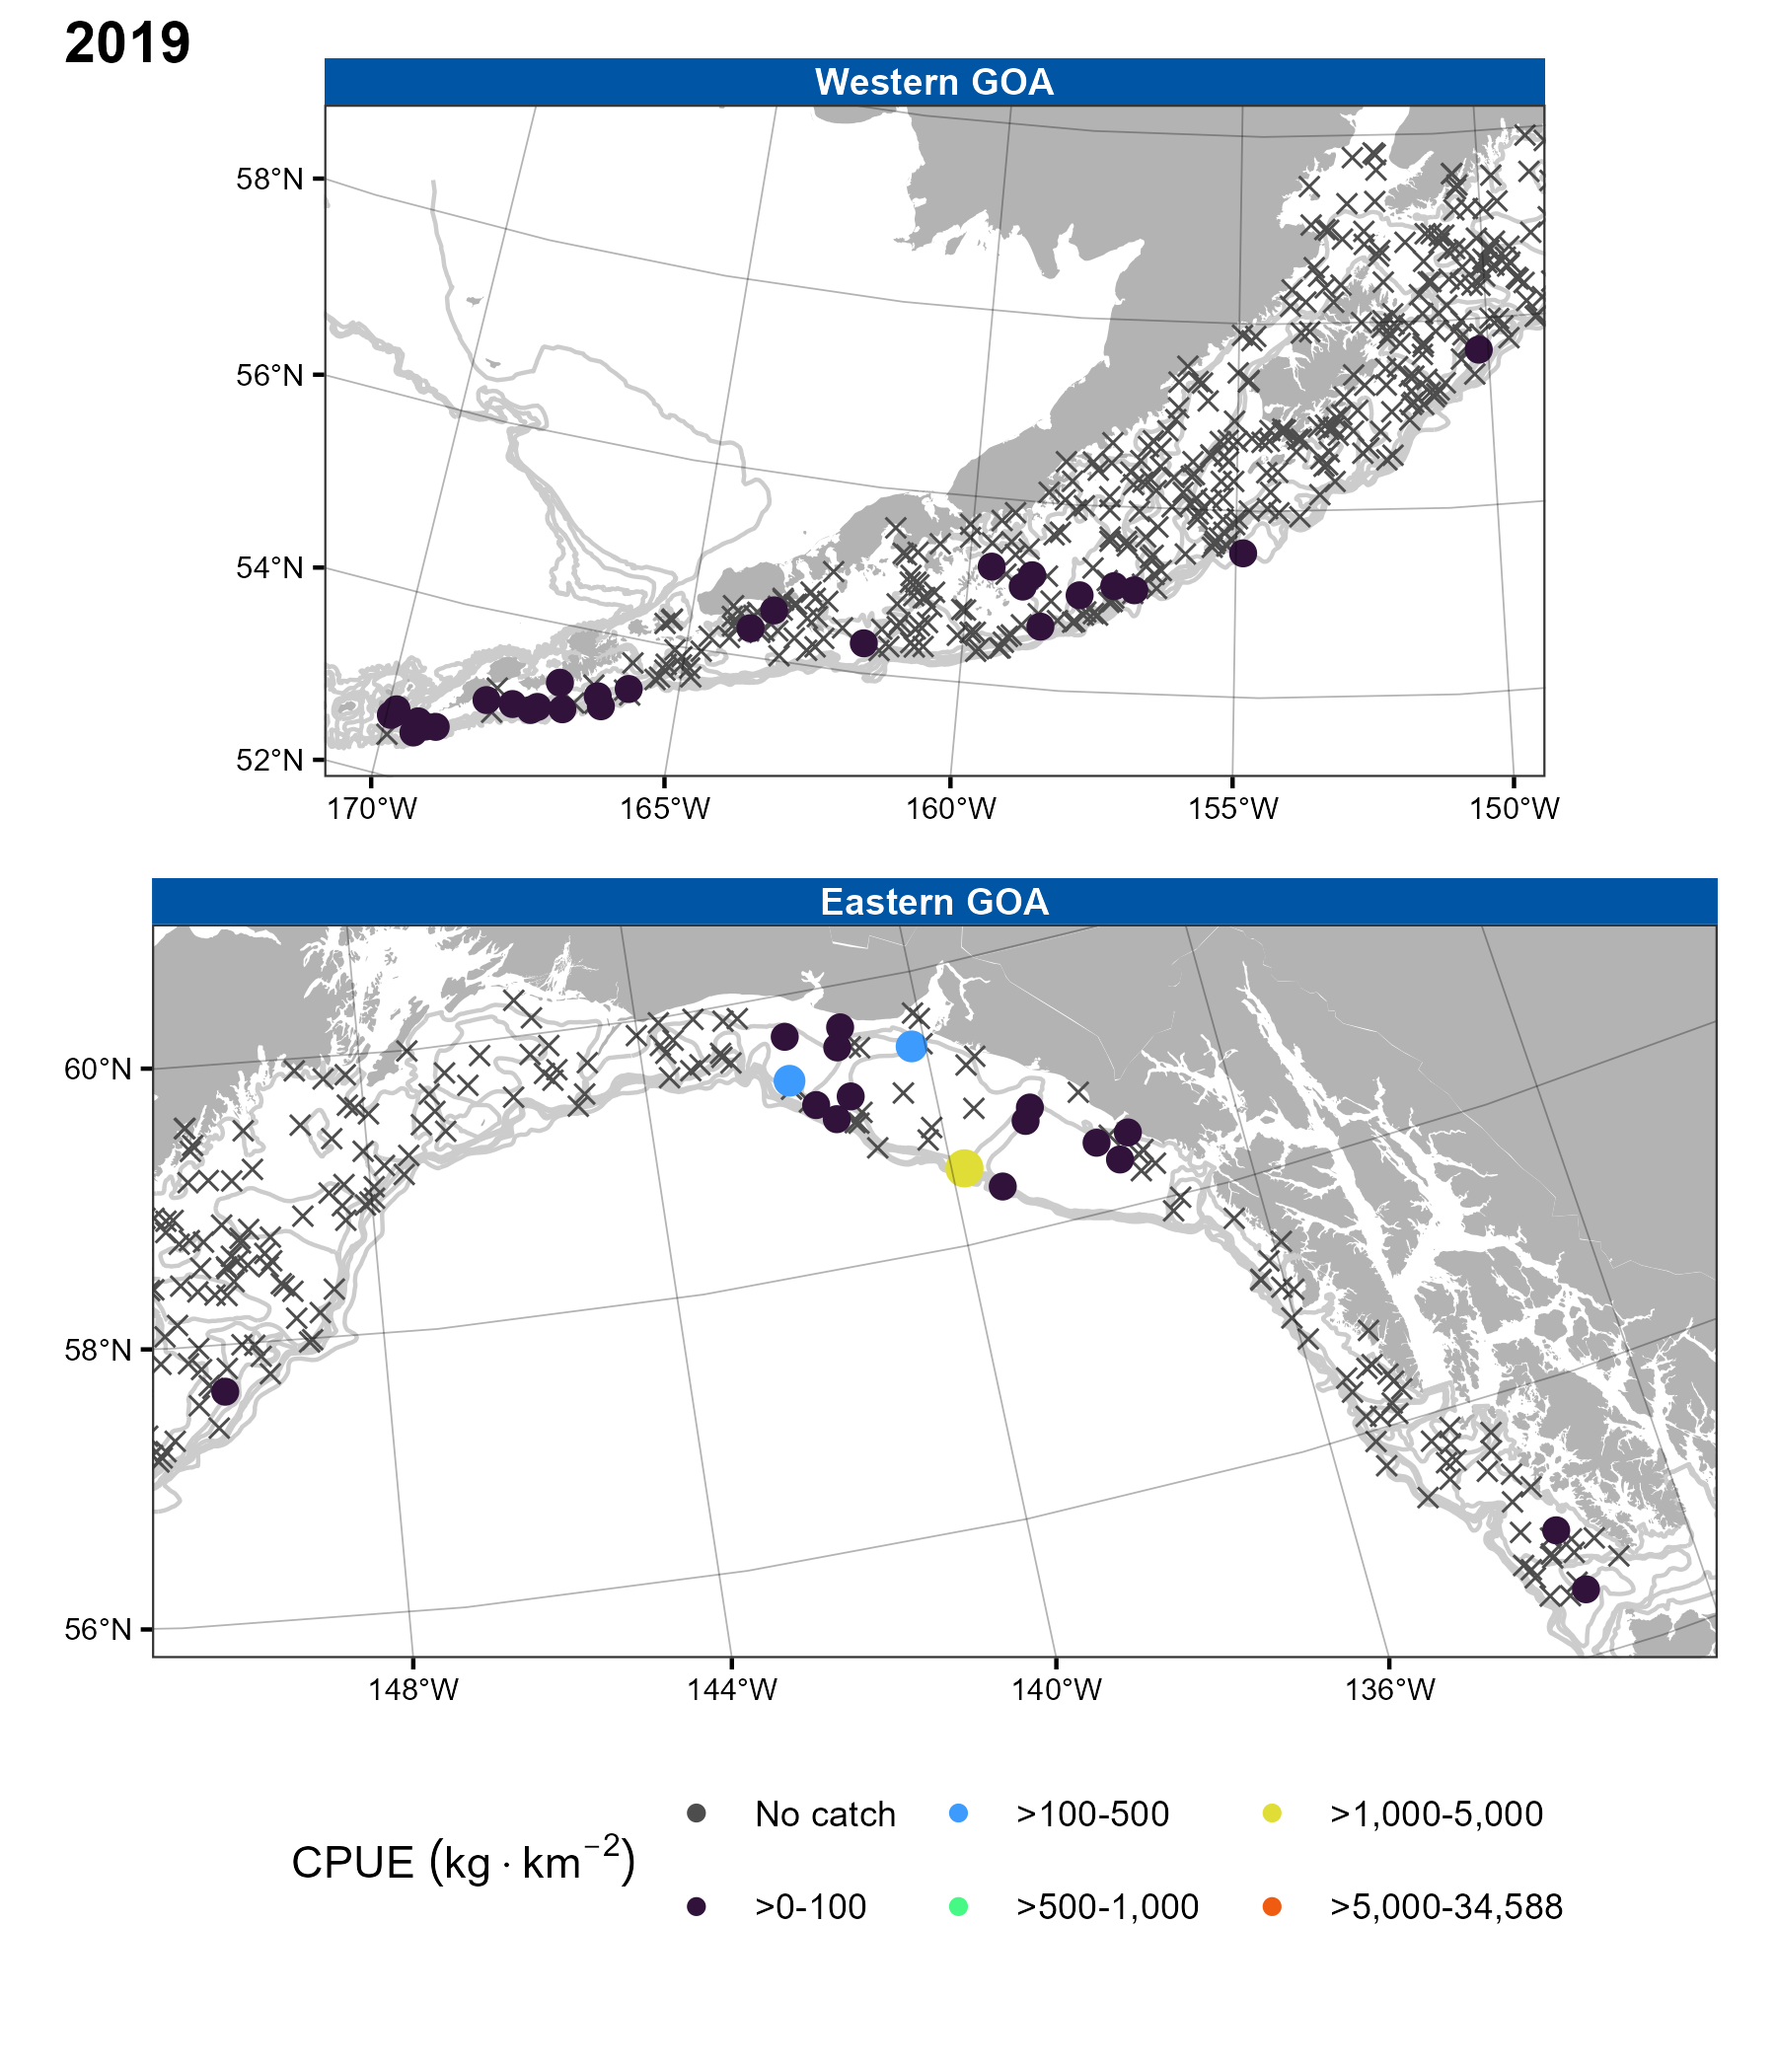 2019
Western GOA
58°N
56°N
54°N
52°N
170°W 165°W 160°W 155°W 150°W
Eastern GOA
60°N
58°N
56°N
148°W 144°W 140°W 136°W
CPUE (kg · km⁻²)
No catch >100-500 >1,000-5,000
>0-100 >500-1,000 >5,000-34,588